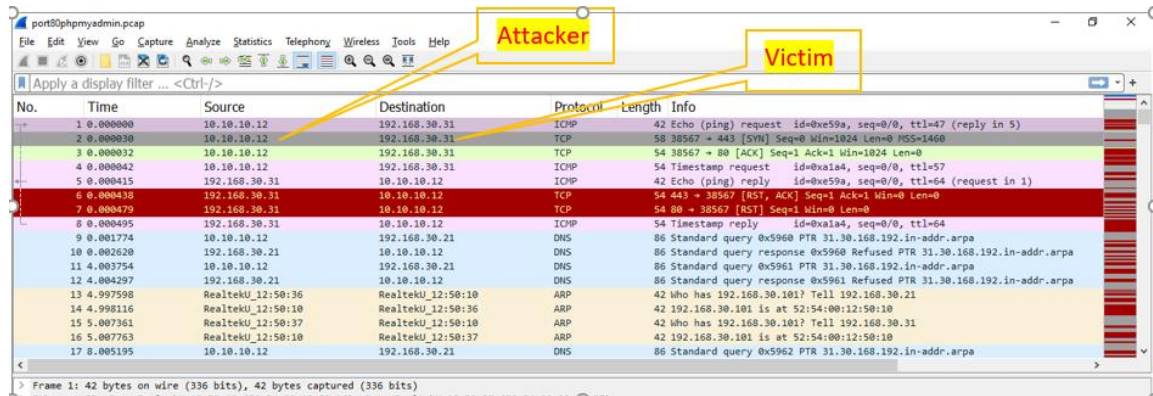 port80phpmyadmin.pcap
Attacker
Victim
File Edit View Go Capture Analyze Statistics Telephony Wireless Tools Help
Apply a display filter ... <Ctrl-/>
No. Time Source Destination Protocol Length Info
1 0.000000 10.10.10.12 192.168.30.31 ICMP 42 Echo (ping) request id=0xe59a, seq=0/0, ttl=47 (reply in 5)
2 0.000030 10.10.10.12 192.168.30.31 TCP 58 38567 → 443 [SYN] Seq=0 Win=1024 Len=0 MSS=1460
3 0.000032 10.10.10.12 192.168.30.31 TCP 54 38567 → 80 [ACK] Seq=1 Ack=1 Win=1024 Len=0
4 0.000042 10.10.10.12 192.168.30.31 ICMP 54 Timestamp request id=0xa1a4, seq=0/0, ttl=57
5 0.000415 192.168.30.31 10.10.10.12 ICMP 42 Echo (ping) reply id=0xe59a, seq=0/0, ttl=64 (request in 1)
6 0.000438 192.168.30.31 10.10.10.12 TCP 54 443 → 38567 [RST, ACK] Seq=1 Ack=1 Win=0 Len=0
7 0.000479 192.168.30.31 10.10.10.12 TCP 54 80 → 38567 [RST] Seq=1 Win=0 Len=0
8 0.000495 192.168.30.31 10.10.10.12 ICMP 54 Timestamp reply id=0xa1a4, seq=0/0, ttl=64
9 0.001774 10.10.10.12 192.168.30.21 DNS 86 Standard query 0x5960 PTR 31.30.168.192.in-addr.arpa
10 0.002620 192.168.30.21 10.10.10.12 DNS 86 Standard query response 0x5960 Refused PTR 31.30.168.192.in-addr.arpa
11 4.003754 10.10.10.12 192.168.30.21 DNS 86 Standard query 0x5961 PTR 31.30.168.192.in-addr.arpa
12 4.004297 192.168.30.21 10.10.10.12 DNS 86 Standard query response 0x5961 Refused PTR 31.30.168.192.in-addr.arpa
13 4.997598 RealtekU_12:50:36 RealtekU_12:50:10 ARP 42 Who has 192.168.30.101? Tell 192.168.30.21
14 4.998116 RealtekU_12:50:10 RealtekU_12:50:36 ARP 42 192.168.30.101 is at 52:54:00:12:50:10
15 5.007361 RealtekU_12:50:37 RealtekU_12:50:10 ARP 42 Who has 192.168.30.101? Tell 192.168.30.31
16 5.007763 RealtekU_12:50:10 RealtekU_12:50:37 ARP 42 192.168.30.101 is at 52:54:00:12:50:10
17 8.005195 10.10.10.12 192.168.30.21 DNS 86 Standard query 0x5962 PTR 31.30.168.192.in-addr.arpa
Frame 1: 42 bytes on wire (336 bits), 42 bytes captured (336 bits)